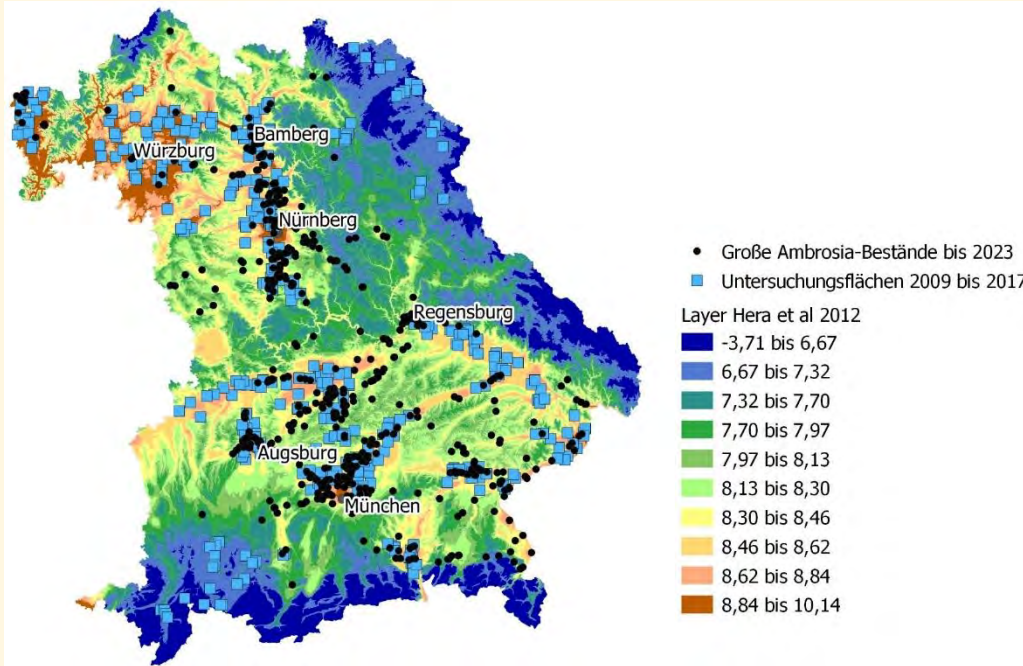 Bamberg
Würzburg
Nürnberg
Regensburg
Augsburg
München
Große Ambrosia-Bestände bis 2023
Untersuchungsflächen 2009 bis 2017
Layer Hera et al 2012
-3,71 bis 6,67
6,67 bis 7,32
7,32 bis 7,70
7,70 bis 7,97
7,97 bis 8,13
8,13 bis 8,30
8,30 bis 8,46
8,46 bis 8,62
8,62 bis 8,84
8,84 bis 10,14